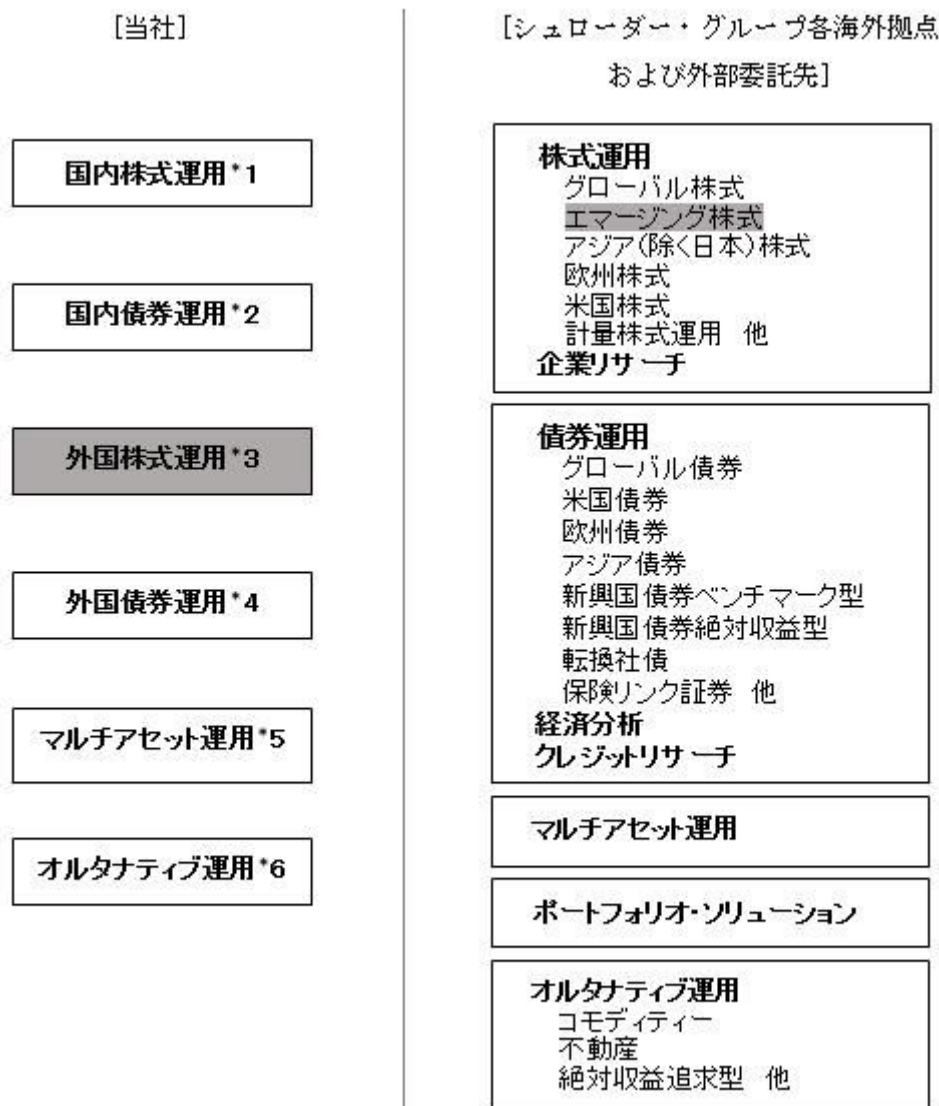 [当社]
国内株式運用*1
国内債券運用*2
外国株式運用*3
外国債券運用*4
マルチアセット運用*5
オルタナティブ運用*6
[シュローダー・グループ各海外拠点
および外部委託先]
株式運用
グローバル株式
エマージング株式
アジア(除く日本)株式
欧州株式
米国株式
計量株式運用 他
企業リサーチ
債券運用
グローバル債券
米国債券
欧州債券
アジア債券
新興国債券ベンチマーク型
新興国債券絶対収益型
転換社債
保険リンク証券 他
経済分析
クレジットリサーチ
マルチアセット運用
ポートフォリオ・ソリューション
オルタナティブ運用
コモディティー
不動産
絶対収益追求型 他